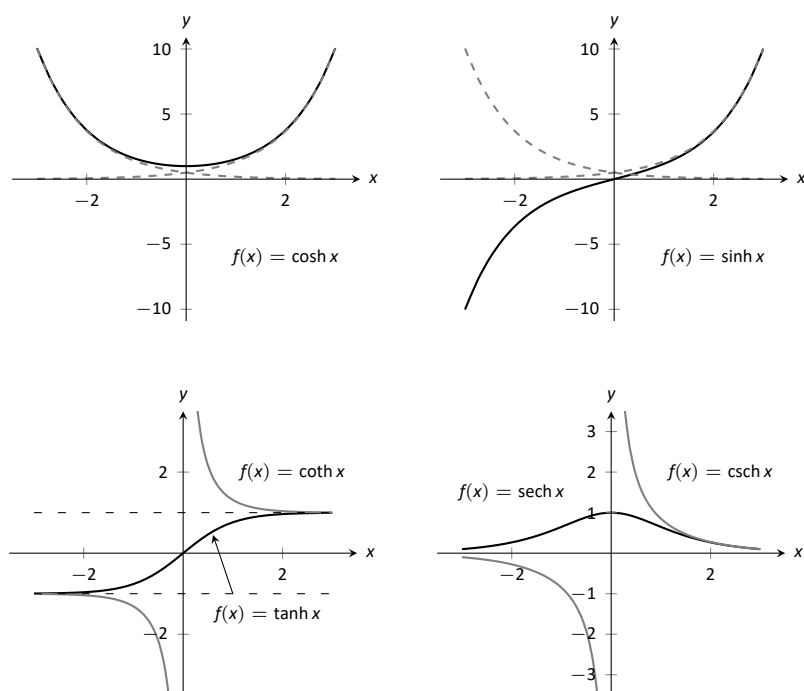 y
10
5
x
−2
2
−5
f(x) = cosh x
−10
y
10
5
x
−2
2
−5
f(x) = sinh x
−10
y
2
f(x) = coth x
x
−2
2
f(x) = tanh x
−2
y
3
2
f(x) = csch x
f(x) = sech x
1
x
−2
2
−1
−2
−3